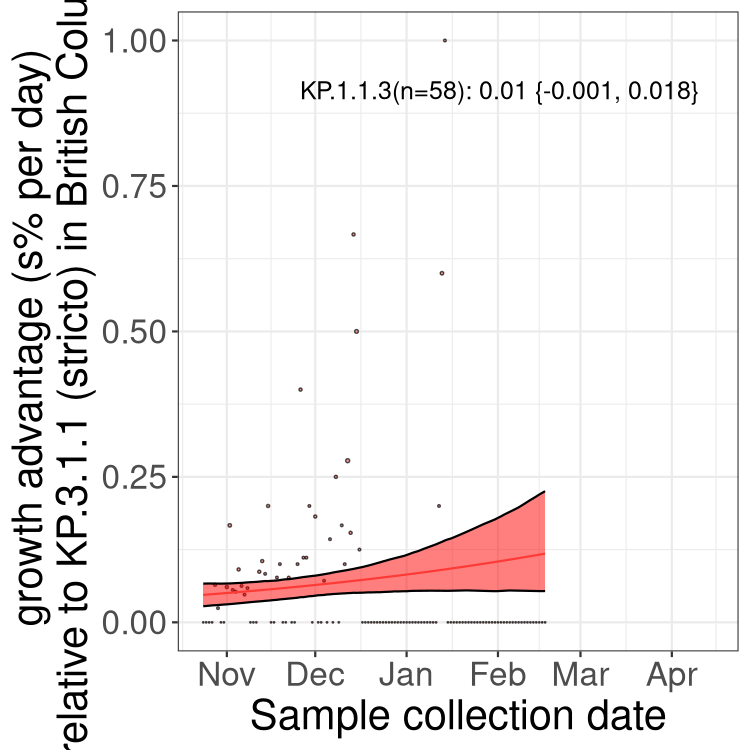 growth advantage (s% per day)
relative to KP.3.1.1 (stricto) in British Colu
1.00
0.75
0.50
0.25
0.00
KP.1.1.3(n=58): 0.01 {-0.001, 0.018}
Nov Dec Jan Feb Mar Apr
Sample collection date